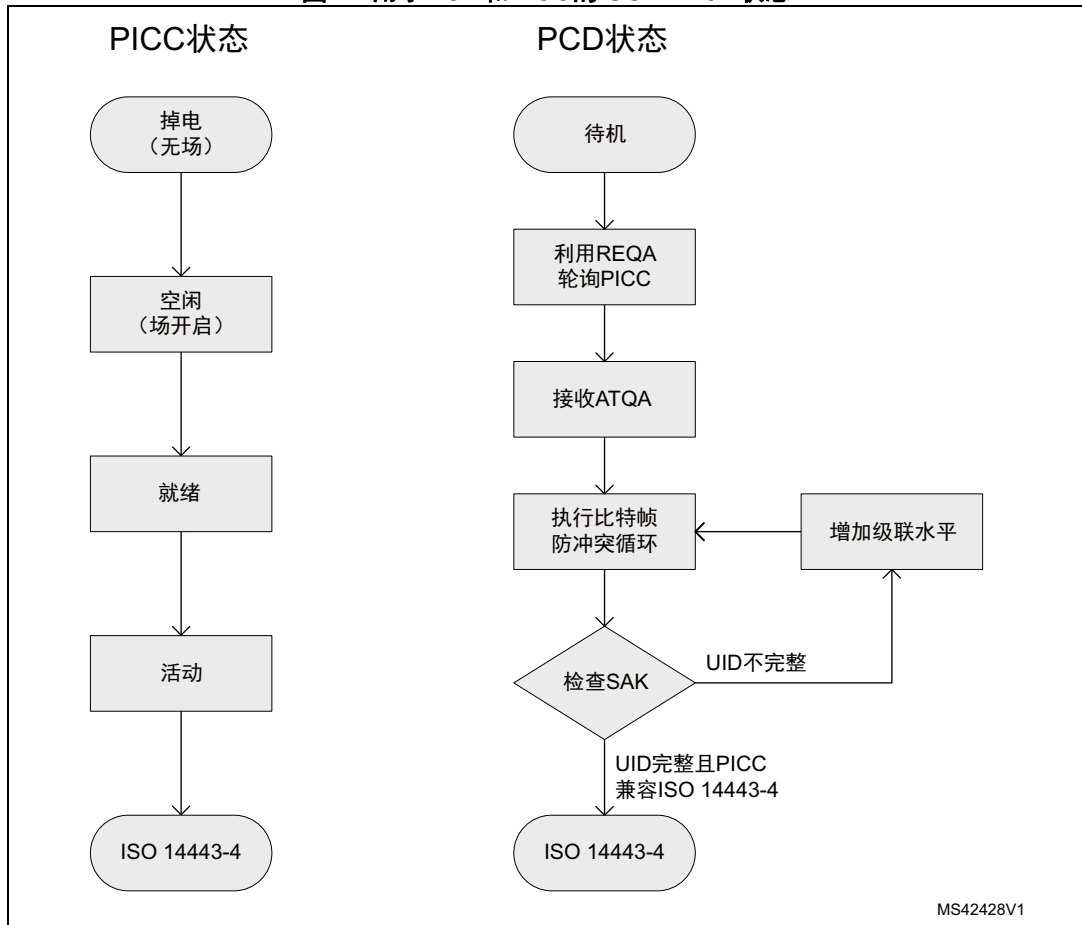 PICC状态
掉电
（无场）
空闲
（场开启）
就绪
活动
ISO 14443-4
PCD状态
待机
利用REQA
轮询PICC
接收ATQA
执行比特帧
防冲突循环
增加级联水平
检查SAK
UID不完整
UID完整且PICC
兼容ISO 14443-4
ISO 14443-4
MS42428V1